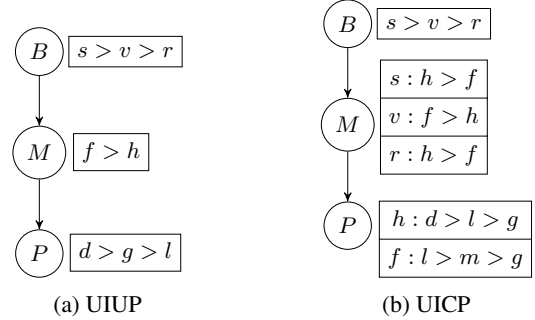 B
s > v > r
M
f > h
P
d > g > l
(a) UIUP
B
s > v > r
M
s : h > f
v : f > h
r : h > f
P
h : d > l > g
f : l > m > g
(b) UICP